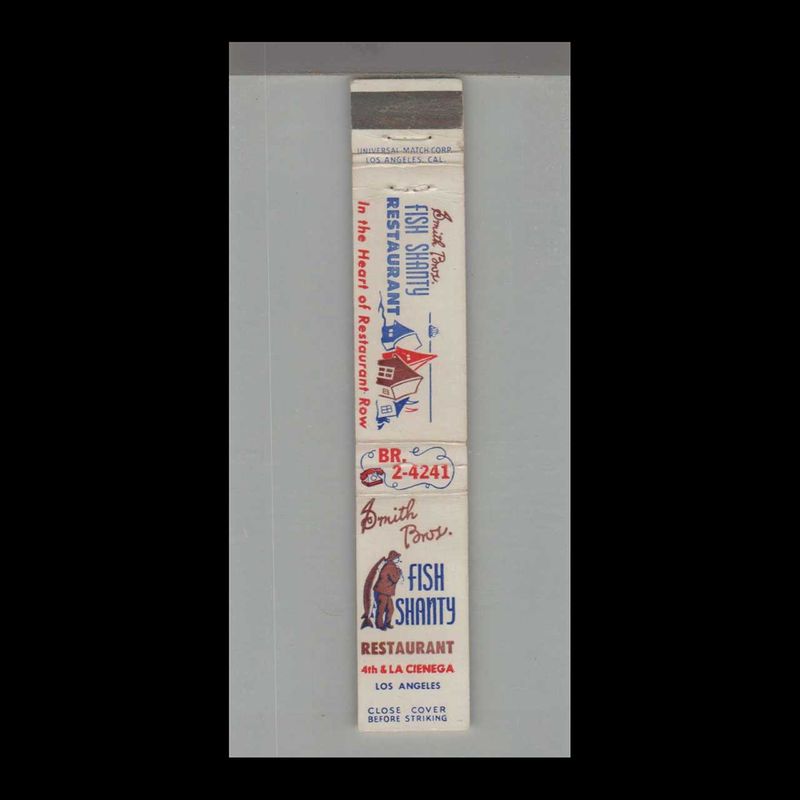 UNIVERSAL MATCH CORP.
LOS ANGELES, CAL.
Smith Bros.
FISH SHANTY
RESTAURANT
In the Heart of Restaurant Row
BR.
2-4241
Smith
Bros.
FISH
SHANTY
RESTAURANT
4th & LA CIENEGA
LOS ANGELES
CLOSE COVER
BEFORE STRIKING